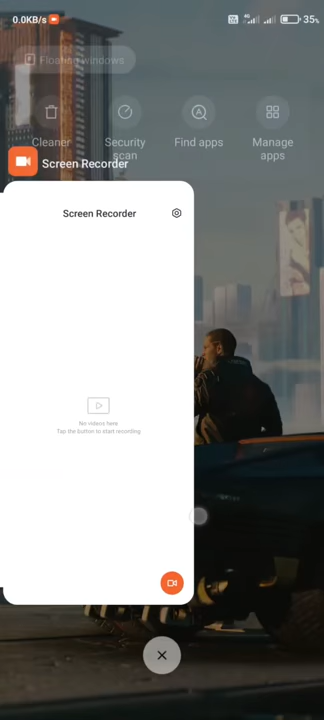 0.0KB/s
4G
35%
Floating windows
Cleaner
Security scan
Find apps
Manage apps
Screen Recorder
Screen Recorder
No videos here
Tap the button to start recording